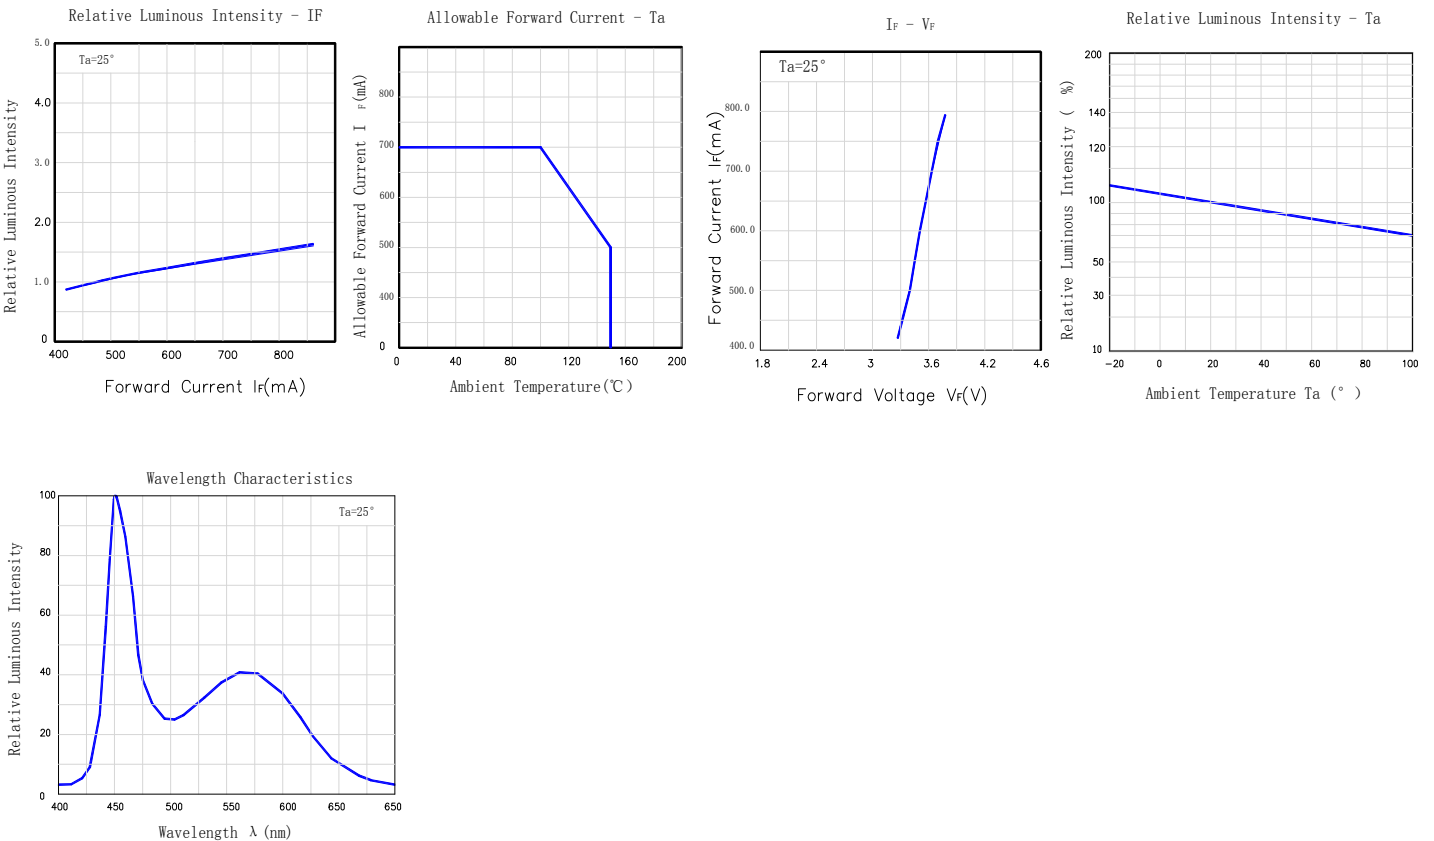 Relative Luminous Intensity - IF
Ta=25°
Relative Luminous Intensity
5.0
4.0
3.0
2.0
1.0
0
400 500 600 700 800
Forward Current IF(mA)
Allowable Forward Current - Ta
Allowable Forward Current I F(mA)
800
700
600
500
400
0
0 40 80 120 160 200
Ambient Temperature(℃)
IF - VF
Ta=25°
Forward Current IF(mA)
800.0
700.0
600.0
500.0
400.0
1.8 2.4 3 3.6 4.2 4.6
Forward Voltage VF(V)
Relative Luminous Intensity - Ta
Relative Luminous Intensity ( %)
200
140
120
100
50
30
10
-20 0 20 40 60 80 100
Ambient Temperature Ta (° )
Wavelength Characteristics
Ta=25°
Relative Luminous Intensity
100
80
60
40
20
0
400 450 500 550 600 650 650
Wavelength λ (nm)